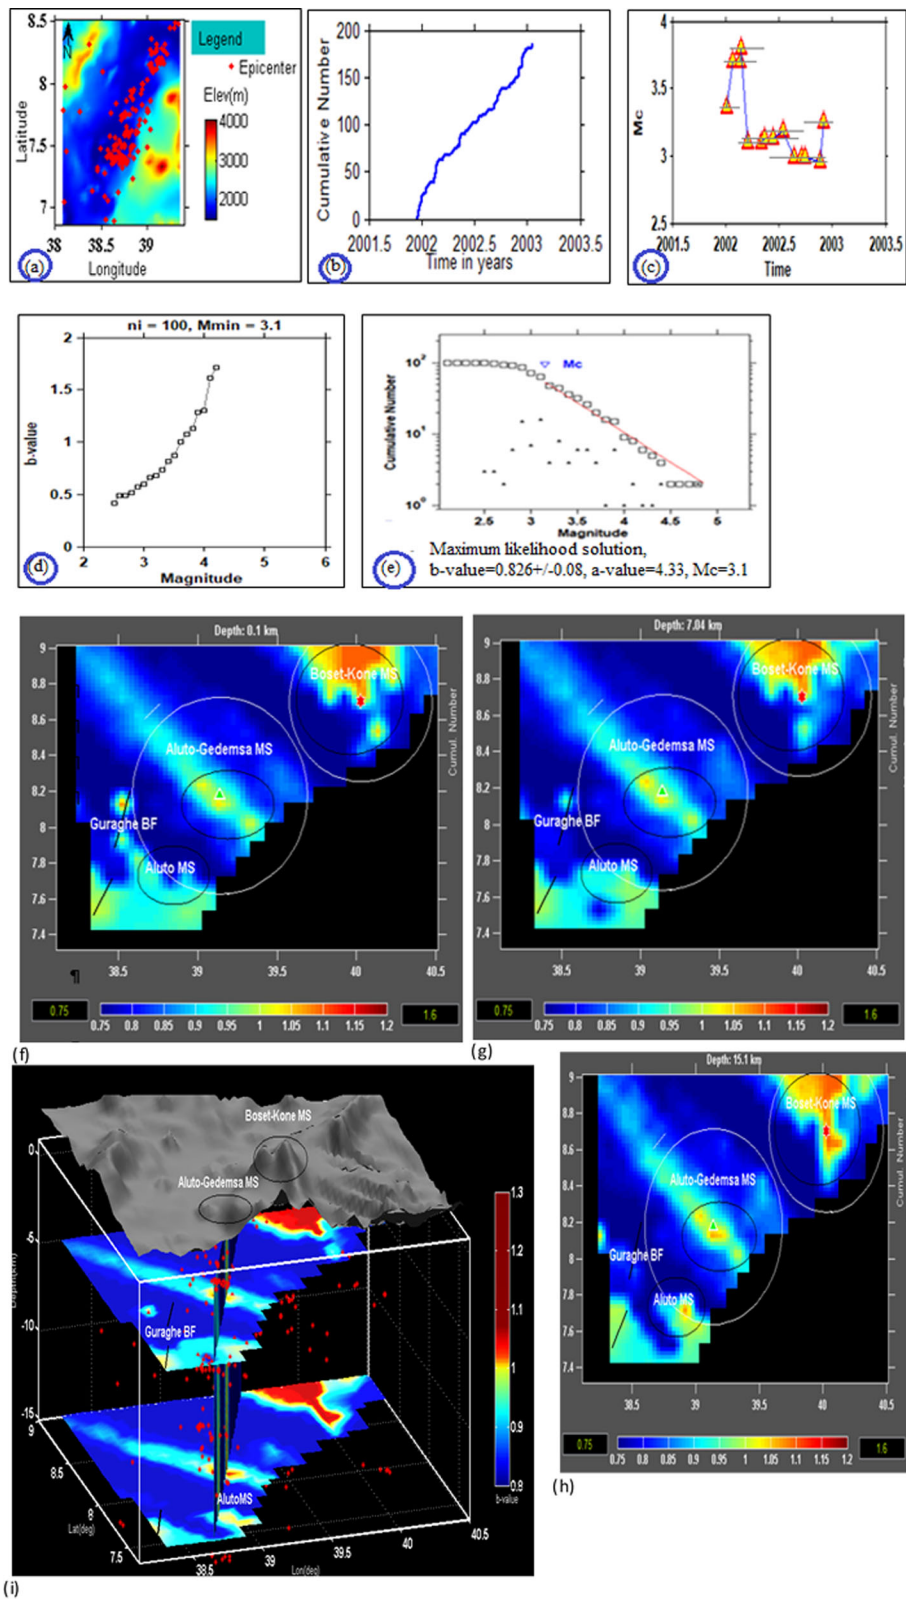 8.5
8
7.5
7
Latitude
N
38
38.5
39
Longitude
Legend
Epicenter
Elev(m)
4000
3000
2000
(a)
200
150
100
50
0
Cumulative Number
2001.5
2002
2002.5
2003
2003.5
Time in years
(b)
4
3.5
3
2.5
Mc
2001.5
2002
2002.5
2003
2003.5
Time
(c)
ni = 100, Mmin = 3.1
2
1.5
1
0.5
0
b-value
2
3
4
5
6
Magnitude
(d)
10²
10¹
10⁰
Cumulative Number
Mc
2.5
3
3.5
4
4.5
5
Magnitude
(e)
Maximum likelihood solution,
b-value=0.826+/-0.08, a-value=4.33, Mc=3.1
Depth: 0.1 km
9
8.8
8.6
8.4
8.2
8
7.8
7.6
7.4
Boset-Kone MS
Aluto-Gedemsa MS
Guraghe BF
Aluto MS
Cumul. Number
38.5
39
39.5
40
40.5
¶
0.75
0.75 0.8 0.85 0.9 0.95 1 1.05 1.1 1.15 1.2
1.6
(f)
Depth: 7.04 km
9
8.8
8.6
8.4
8.2
8
7.8
7.6
7.4
Boset-Kone MS
Aluto-Gedemsa MS
Guraghe BF
Aluto MS
Cumul. Number
38.5
39
39.5
40
40.5
0.75
0.75 0.8 0.85 0.9 0.95 1 1.05 1.1 1.15 1.2
1.6
(g)
Depth: 15.1 km
9
8.8
8.6
8.4
8.2
8
7.8
7.6
7.4
Boset-Kone MS
Aluto-Gedemsa MS
Guraghe BF
Aluto MS
Cumul. Number
38.5
39
39.5
40
40.5
0.75
0.75 0.8 0.85 0.9 0.95 1 1.05 1.1 1.15 1.2
1.6
(h)
Boset-Kone MS
Aluto-Gedemsa MS
Guraghe BF
AlutoMS
0
-5
-10
-15
Depth(km)
9
8.5
8
7.5
Lat(deg)
38.5
39
39.5
40
40.5
Lon(deg)
1.3
1.2
1.1
1
0.9
0.8
b-value
(i)